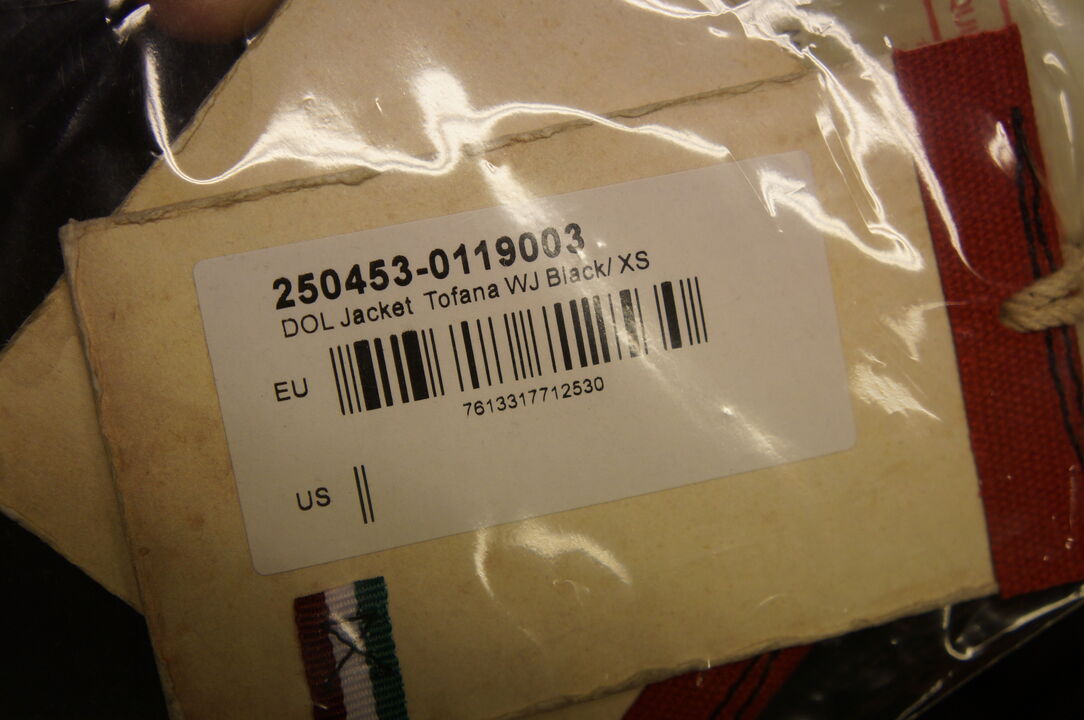 250453-0119003
DOL Jacket Tofana WJ Black/ XS
EU
7613317712530
US